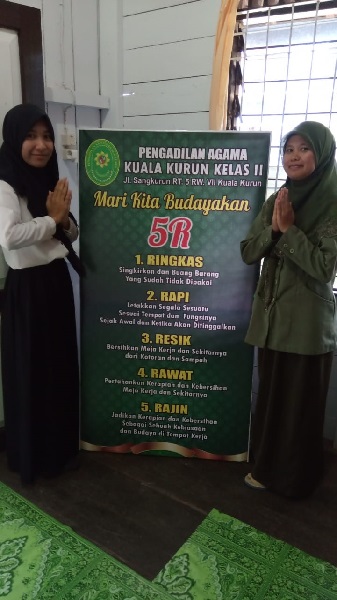 PENGADILAN AGAMA
KUALA KURUN KELAS II
Jl. Sangkurun RT. 5 RW. VII Kuala Kurun
Mari Kita Budayakan
5R
1. RINGKAS
Singkirkan dan Buang Barang
Yang Sudah Tidak Dipakai
2. RAPI
Letakkan Segala Sesuatu
Sesuai Tempat dan Fungsinya
Sejak Awal dan Ketika Akan Ditinggalkan
3. RESIK
Bersihkan Meja Kerja dan Sekitarnya
dari Kotoran dan Sampah
4. RAWAT
Pertahankan Kerapian dan Kebersihan
Meja Kerja dan Sekitarnya
5. RAJIN
Jadikan Kerapian dan Kebersihan
Sebagai Sebuah Kebiasaan
dan Budaya di Tempat Kerja